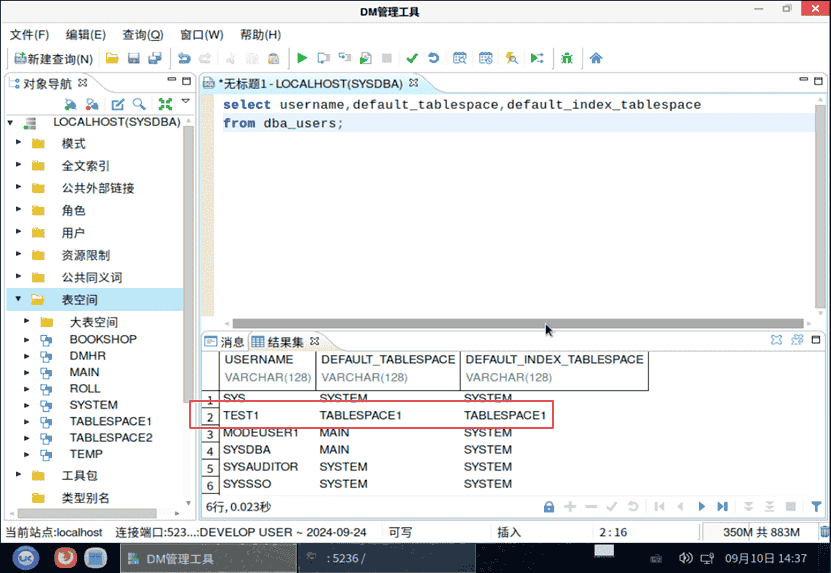 DM管理工具
文件(F) 编辑(E) 查询(Q) 窗口(W) 帮助(H)
新建查询(N)
对象导航
*无标题1 - LOCALHOST(SYSDBA)
LOCALHOST(SYSDBA)
模式
全文索引
公共外部链接
角色
用户
资源限制
公共同义词
表空间
大表空间
BOOKSHOP
DMHR
MAIN
ROLL
SYSTEM
TABLESPACE1
TABLESPACE2
TEMP
工具包
类型别名
select username,default_tablespace,default_index_tablespace
from dba_users;
消息 结果集
USERNAME DEFAULT_TABLESPACE DEFAULT_INDEX_TABLESPACE
VARCHAR(128) VARCHAR(128) VARCHAR(128)
1 SYS SYSTEM SYSTEM
2 TEST1 TABLESPACE1 TABLESPACE1
3 MODEUSER1 MAIN SYSTEM
4 SYSDBA MAIN SYSTEM
5 SYSAUDITOR SYSTEM SYSTEM
6 SYSSSO SYSTEM SYSTEM
6行, 0.023秒
当前站点:localhost 连接端口:523...:DEVELOP USER ~ 2024-09-24 可写 插入 2 : 16 350M 共 883M
DM管理工具 : 5236 / 09月10日 14:37